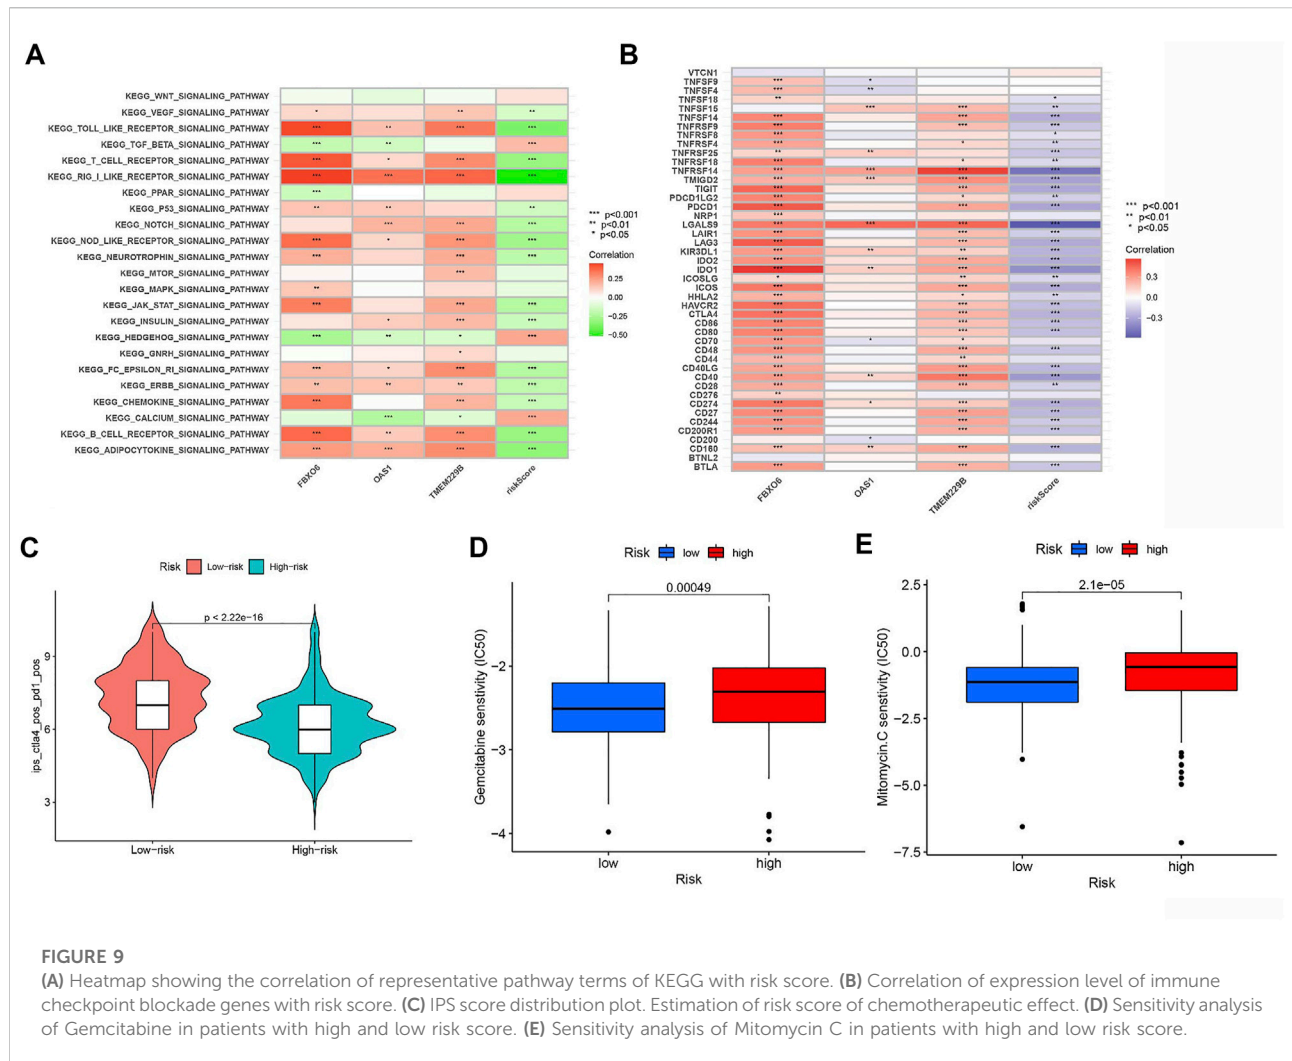 A
KEGG_WNT_SIGNALING_PATHWAY
KEGG_VEGF_SIGNALING_PATHWAY
KEGG_TOLL_LIKE_RECEPTOR_SIGNALING_PATHWAY
KEGG_TGF_BETA_SIGNALING_PATHWAY
KEGG_T_CELL_RECEPTOR_SIGNALING_PATHWAY
KEGG_RIG_I_LIKE_RECEPTOR_SIGNALING_PATHWAY
KEGG_PPAR_SIGNALING_PATHWAY
KEGG_P53_SIGNALING_PATHWAY
KEGG_NOTCH_SIGNALING_PATHWAY
KEGG_NOD_LIKE_RECEPTOR_SIGNALING_PATHWAY
KEGG_NEUROTROPHIN_SIGNALING_PATHWAY
KEGG_MTOR_SIGNALING_PATHWAY
KEGG_MAPK_SIGNALING_PATHWAY
KEGG_JAK_STAT_SIGNALING_PATHWAY
KEGG_INSULIN_SIGNALING_PATHWAY
KEGG_HEDGEHOG_SIGNALING_PATHWAY
KEGG_GNRH_SIGNALING_PATHWAY
KEGG_FC_EPSILON_RI_SIGNALING_PATHWAY
KEGG_ERBB_SIGNALING_PATHWAY
KEGG_CHEMOKINE_SIGNALING_PATHWAY
KEGG_CALCIUM_SIGNALING_PATHWAY
KEGG_B_CELL_RECEPTOR_SIGNALING_PATHWAY
KEGG_ADIPOCYTOKINE_SIGNALING_PATHWAY
FBXO6
OAS1
TMEM229B
riskScore
*** p<0.001
** p<0.01
* p<0.05
Correlation
0.25
0.00
−0.25
−0.50
B
VTCN1
TNFSF9
TNFSF4
TNFSF18
TNFSF15
TNFSF14
TNFRSF9
TNFRSF8
TNFRSF4
TNFRSF25
TNFRSF18
TNFRSF14
TMIGD2
TIGIT
PDCD1LG2
PDCD1
NRP1
LGALS9
LAIR1
LAG3
KIR3DL1
IDO2
IDO1
ICOSLG
ICOS
HHLA2
HAVCR2
CTLA4
CD86
CD80
CD70
CD48
CD44
CD40LG
CD40
CD28
CD276
CD274
CD27
CD244
CD200R1
CD200
CD160
BTNL2
BTLA
FBXO6
OAS1
TMEM229B
riskScore
*** p<0.001
** p<0.01
* p<0.05
Correlation
0.3
0.0
−0.3
C
Risk Low−risk High−risk
p < 2.22e−16
ips_ctla4_pos_pd1_pos
9
6
3
Low−risk
High−risk
D
Risk low high
0.00049
Gemcitabine senstivity (IC50)
−2
−3
−4
low
high
Risk
E
Risk low high
2.1e−05
Mitomycin.C senstivity (IC50)
2.5
0.0
−2.5
−5.0
−7.5
low
high
Risk
FIGURE 9
(A) Heatmap showing the correlation of representative pathway terms of KEGG with risk score. (B) Correlation of expression level of immune
checkpoint blockade genes with risk score. (C) IPS score distribution plot. Estimation of risk score of chemotherapeutic effect. (D) Sensitivity analysis
of Gemcitabine in patients with high and low risk score. (E) Sensitivity analysis of Mitomycin C in patients with high and low risk score.